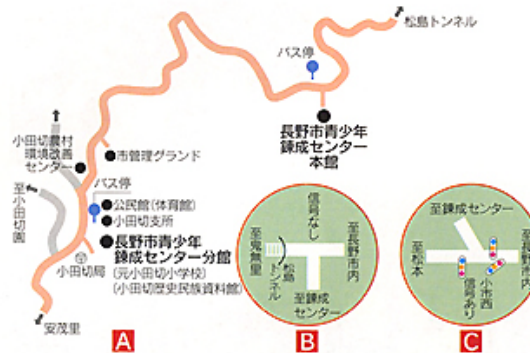 松島トンネル
バス停
長野市青少年
錬成センター
本館
小田切農村
環境改善
センター
市管理グランド
バス停
至小田切園
公民館(体育館)
小田切支所
長野市青少年
錬成センター分館
(元小田切小学校)
(小田切歴史民族資料館)
小田切局
安茂里
A
信号なし
至鬼無里
松島
トンネル
至長野市内
至錬成
センター
B
至錬成センター
至松本
信号あり
小市西
至長野市内
C